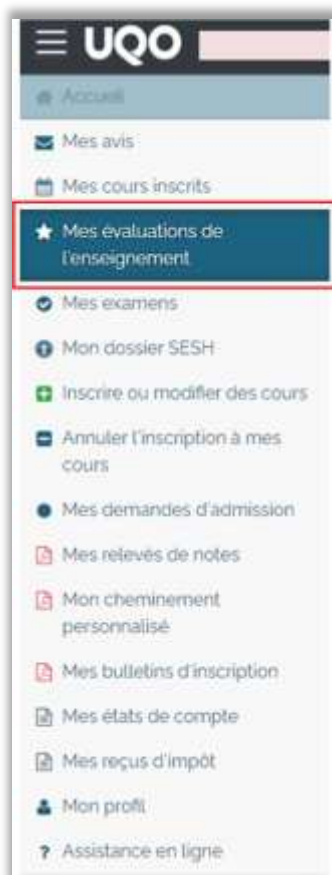 UQO
Accueil
Mes avis
Mes cours inscrits
Mes évaluations de
l'enseignement
Mes examens
Mon dossier SESH
Inscrire ou modifier des cours
Annuler l'inscription à mes
cours
Mes demandes d'admission
Mes relevés de notes
Mon cheminement
personnalisé
Mes bulletins d'inscription
Mes états de compte
Mes reçus d'impôt
Mon profil
Assistance en ligne